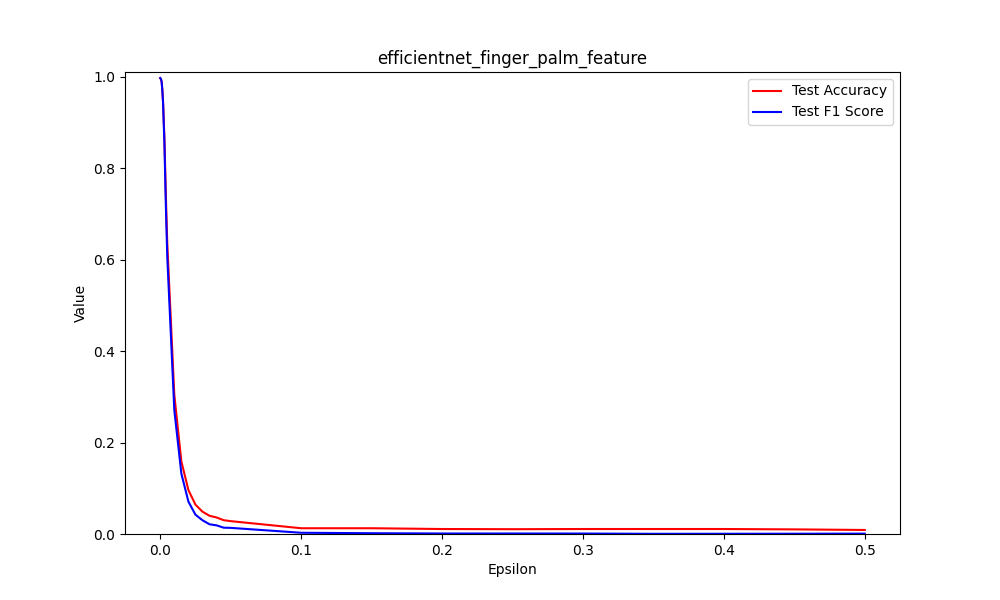 efficientnet_finger_palm_feature
Test Accuracy
Test F1 Score
1.0
0.8
0.6
0.4
0.2
0.0
Value
0.0 0.1 0.2 0.3 0.4 0.5
Epsilon